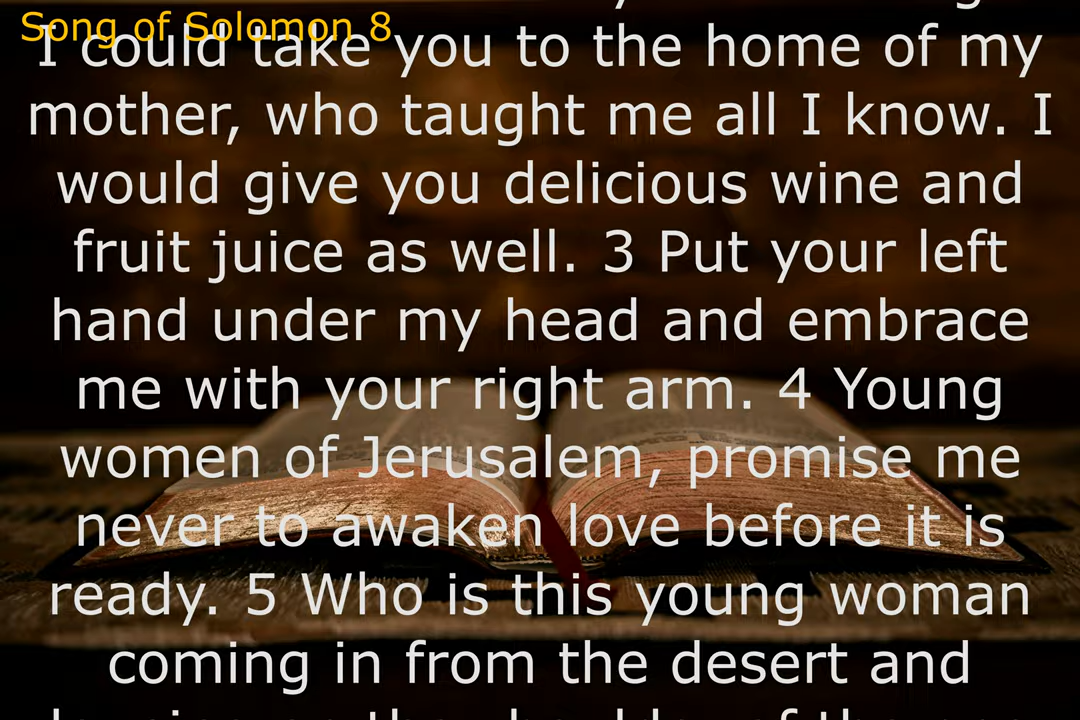 Song of Solomon 8
I could take you to the home of my
mother, who taught me all I know. I
would give you delicious wine and
fruit juice as well. 3 Put your left
hand under my head and embrace
me with your right arm. 4 Young
women of Jerusalem, promise me
never to awaken love before it is
ready. 5 Who is this young woman
coming in from the desert and